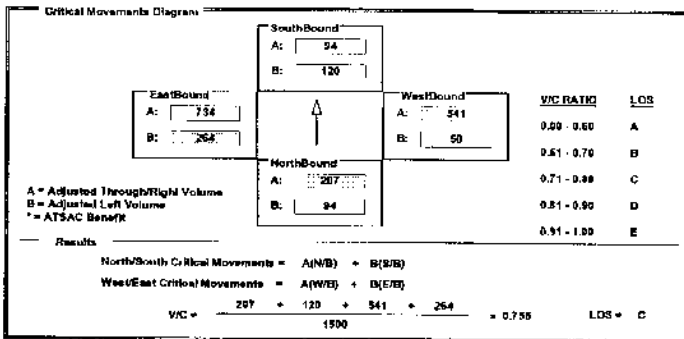 Critical Movements Diagram
SouthBound
A: 94
B: 120
EastBound
A: 734
B: 264
WestBound
A: 541
B: 50
NorthBound
A: 207
B: 94
V/C RATIO LOS
0.00 - 0.60 A
0.61 - 0.70 B
0.71 - 0.80 C
0.81 - 0.90 D
0.91 - 1.00 E
A = Adjusted Through/Right Volume
B = Adjusted Left Volume
* = ATSAC Benefit
Results
North/South Critical Movements = A(N/B) + B(S/B)
West/East Critical Movements = A(W/B) + B(E/B)
V/C = 207 + 120 + 541 + 264 = 0.755 LOS = C
1500